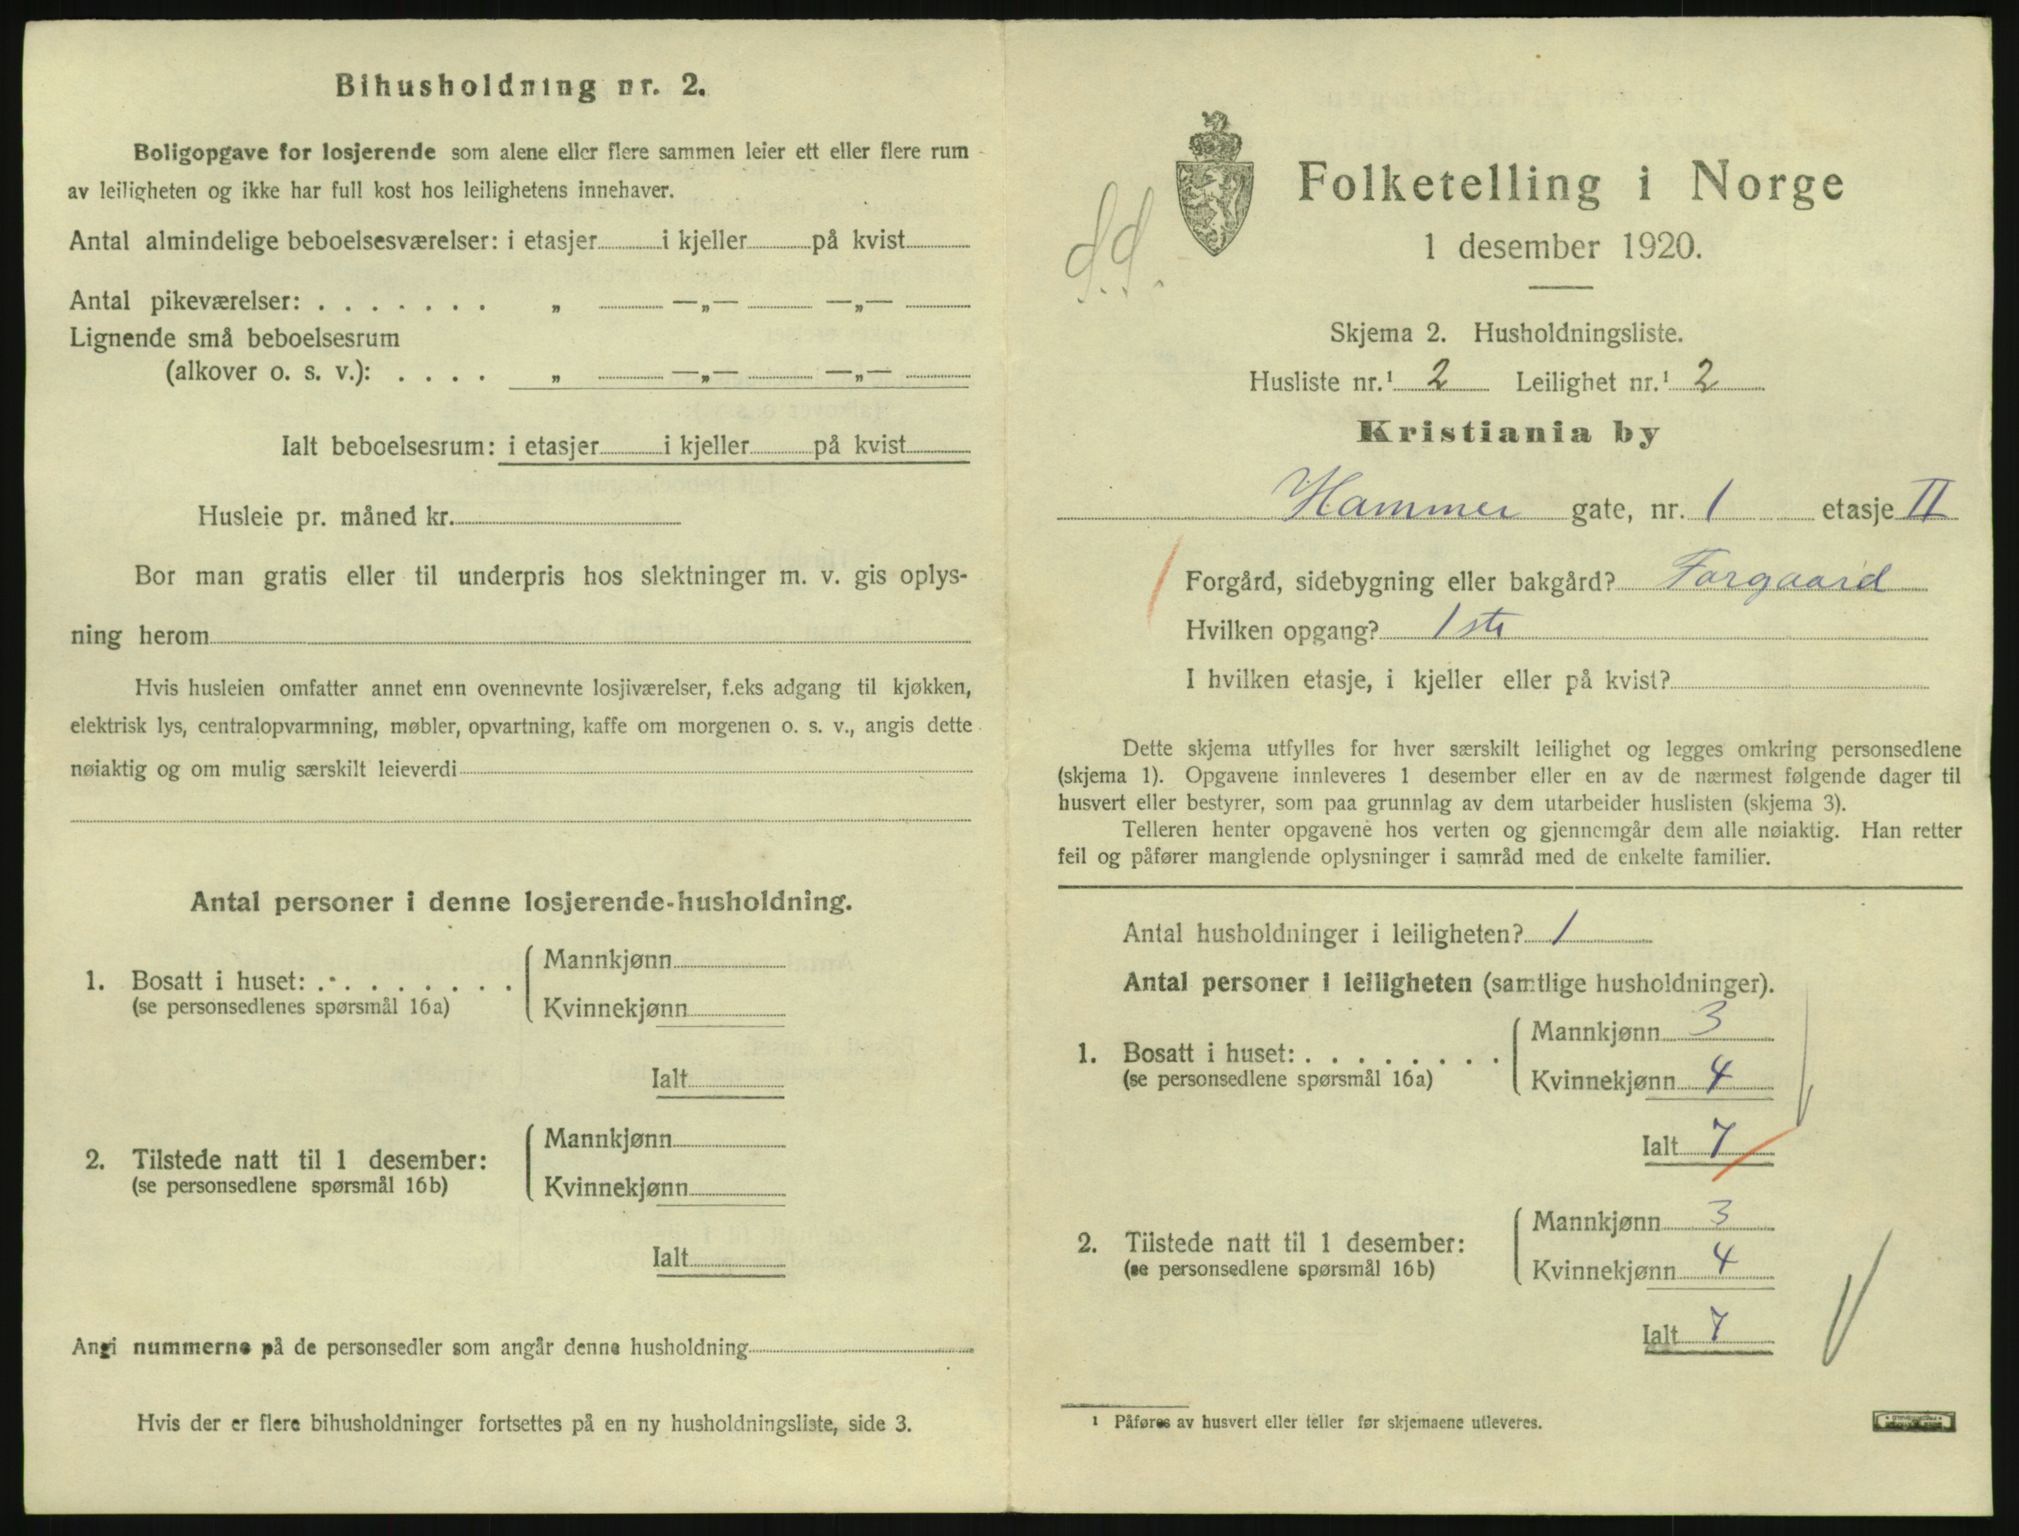 Bihusholdning nr. 2.
Boligopgave for losjerende som alene eller flere sammen leier ett eller flere rum
av leiligheten og ikke har full kost hos leilighetens innehaver.
Antal almindelige beboelsesværelser: i etasjer i kjeller på kvist
Antal pikeværelser: . . . . . . . „ —„— —„—
Lignende små beboelsesrum
(alkover o. s. v.): . . . . „ —„— —„—
Ialt beboelsesrum: i etasjer i kjeller på kvist
Husleie pr. måned kr.
Bor man gratis eller til underpris hos slektninger m. v. gis oplys-
ning herom
Hvis husleien omfatter annet enn ovennevnte losjiværelser, f.eks adgang til kjøkken,
elektrisk lys, centralopvarmning, møbler, opvartning, kaffe om morgenen o. s. v., angis dette
nøiaktig og om mulig særskilt leieverdi
Antal personer i denne losjerende-husholdning.
1. Bosatt i huset: . . . . . . . . Mannkjønn
(se personsedlenes spørsmål 16a) Kvinnekjønn
Ialt
2. Tilstede natt til 1 desember: Mannkjønn
(se personsedlene spørsmål 16b) Kvinnekjønn
Ialt
Angi nummerne på de personsedler som angår denne husholdning
Hvis der er flere bihusholdninger fortsettes på en ny husholdningsliste, side 3.
Folketelling i Norge
1 desember 1920.
Skjema 2. Husholdningsliste.
Husliste nr.¹ 2 Leilighet nr.¹ 2
Kristiania by
Hammer gate, nr. 1 etasje II
Forgård, sidebygning eller bakgård? Forgaard
Hvilken opgang? 1ste
I hvilken etasje, i kjeller eller på kvist?
Dette skjema utfylles for hver særskilt leilighet og legges omkring personsedlene
(skjema 1). Opgavene innleveres 1 desember eller en av de nærmest følgende dager til
husvert eller bestyrer, som paa grunnlag av dem utarbeider huslisten (skjema 3).
Telleren henter opgavene hos verten og gjennemgår dem alle nøiaktig. Han retter
feil og påfører manglende oplysninger i samråd med de enkelte familier.
Antal husholdninger i leiligheten? 1
Antal personer i leiligheten (samtlige husholdninger).
1. Bosatt i huset: . . . . . . . . Mannkjønn 3
(se personsedlene spørsmål 16a) Kvinnekjønn 4
Ialt 7
2. Tilstede natt til 1 desember: Mannkjønn 3
(se personsedlene spørsmål 16b) Kvinnekjønn 4
Ialt 7
¹ Påføres av husvert eller teller før skjemaene utleveres.